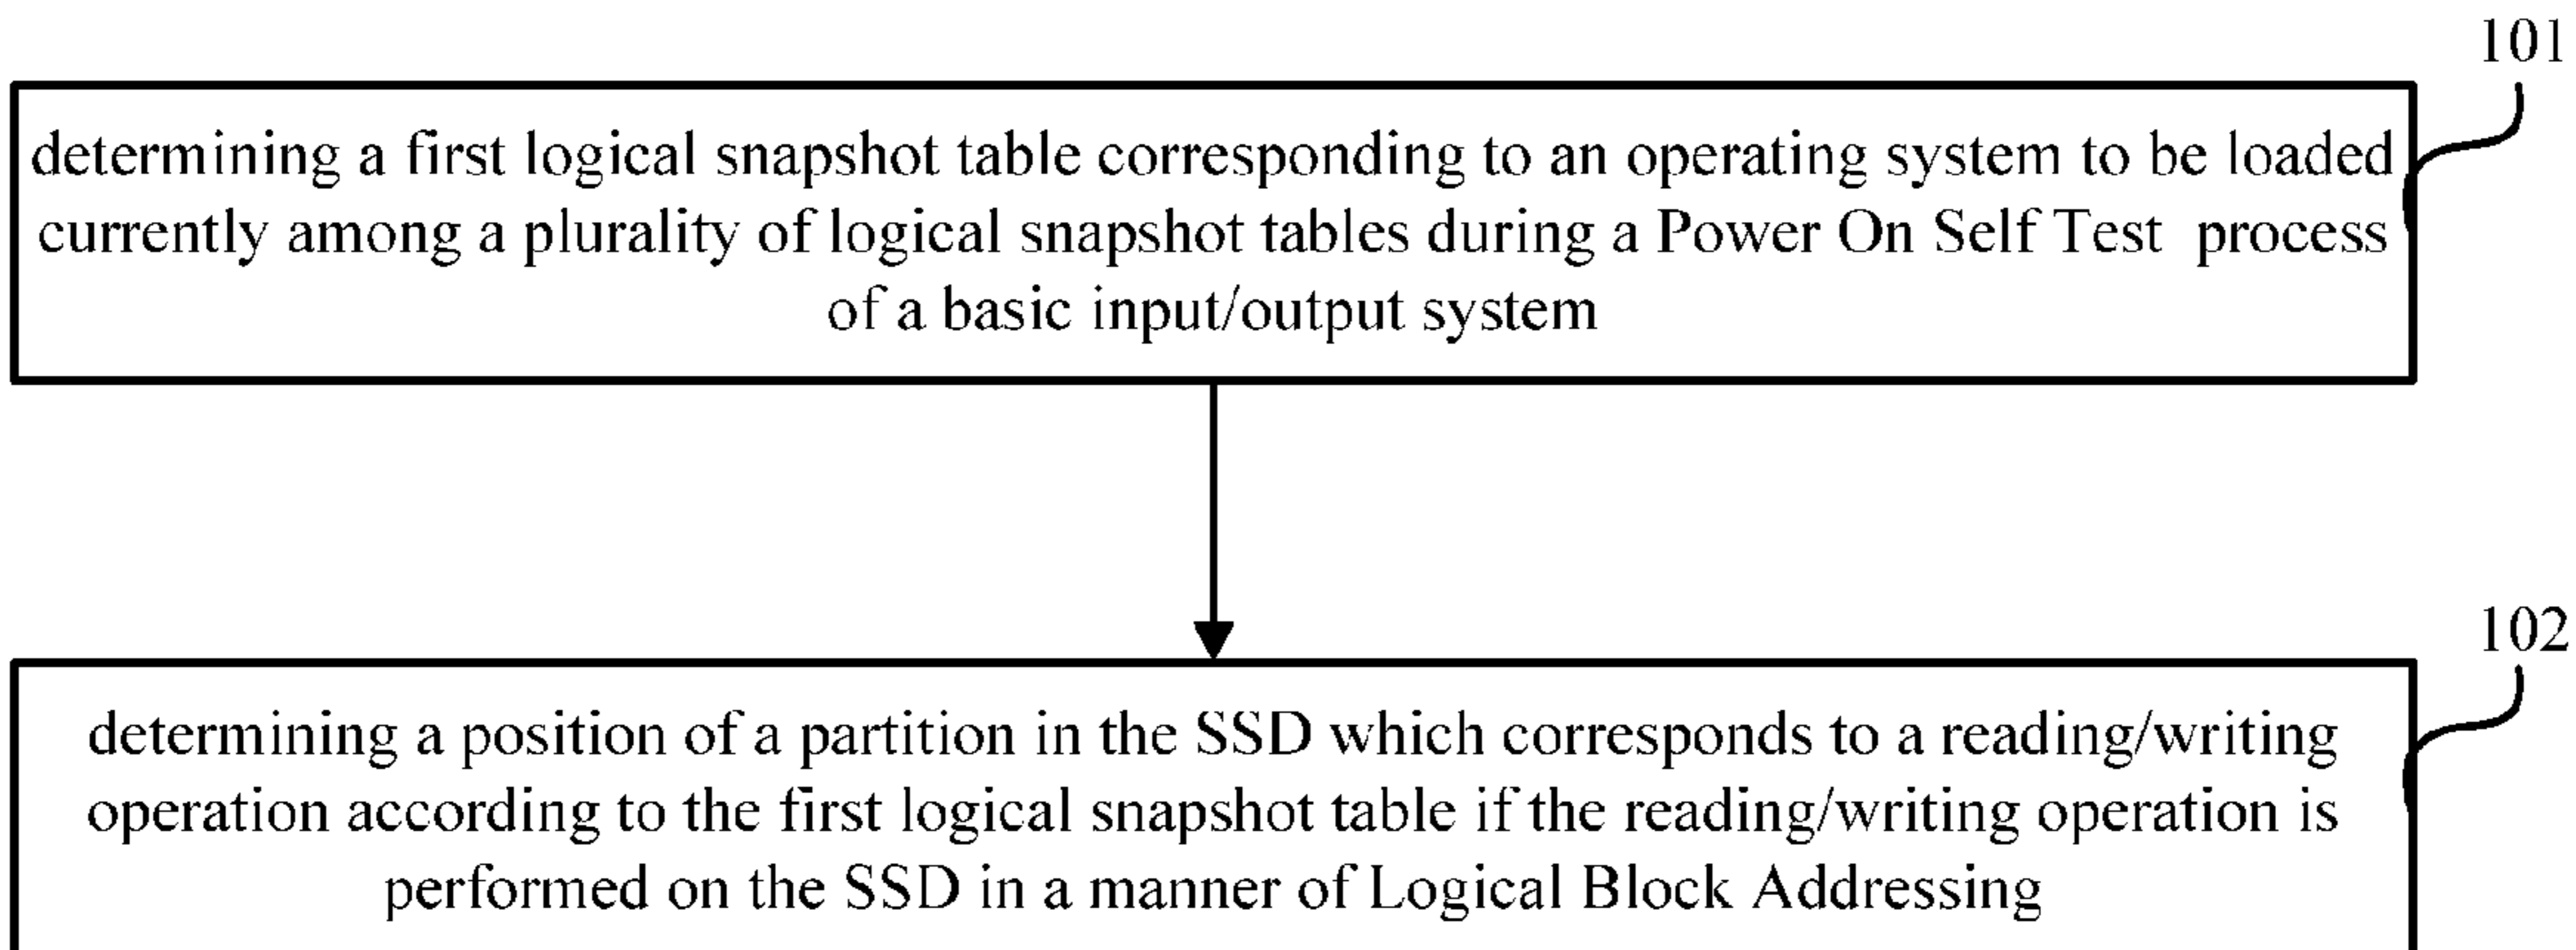 101
determining a first logical snapshot table corresponding to an operating system to be loaded
currently among a plurality of logical snapshot tables during a Power On Self Test process
of a basic input/output system
102
determining a position of a partition in the SSD which corresponds to a reading/writing
operation according to the first logical snapshot table if the reading/writing operation is
performed on the SSD in a manner of Logical Block Addressing